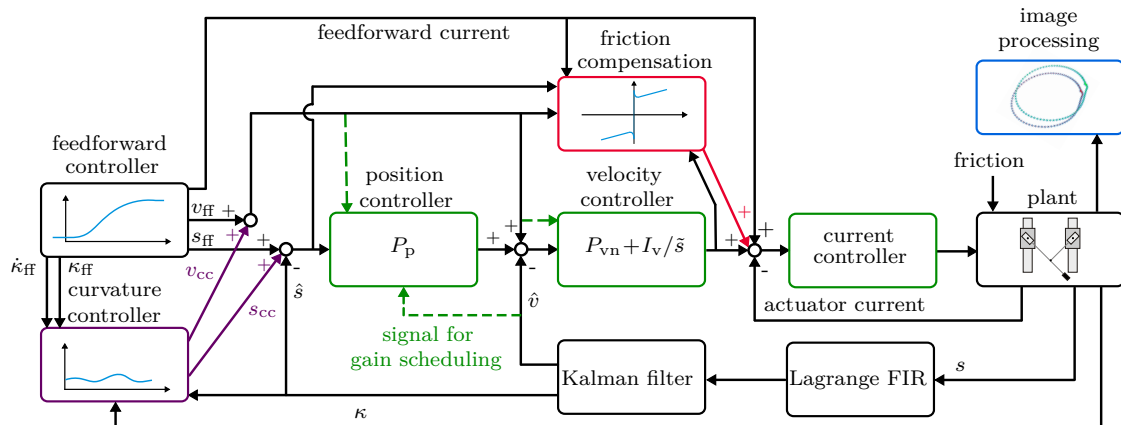 image
processing
feedforward current
friction
compensation
feedforward
controller
position
controller
velocity
controller
friction
plant
v_ff
+
s_ff
+
+
-
P_p
+
+
-
P_vn + I_v/s̃
+
+
+
-
current
controller
κ̇_ff
κ_ff
v_cc
ŝ
v̂
curvature
controller
s_cc
actuator current
signal for
gain scheduling
Kalman filter
Lagrange FIR
s
κ